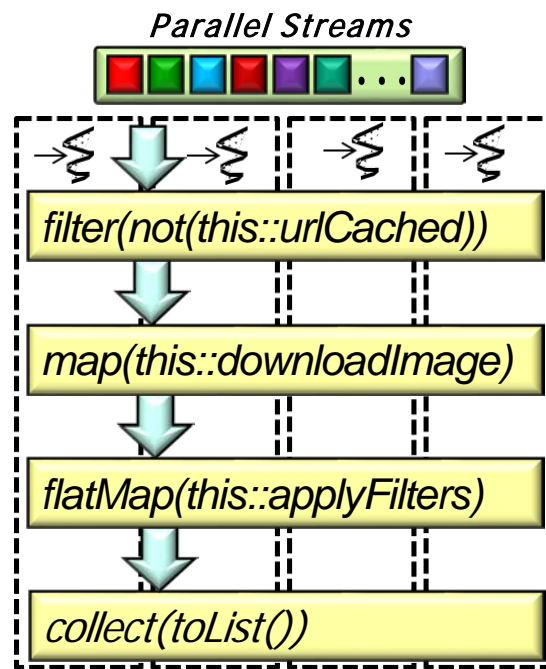 Parallel Streams
filter(not(this::urlCached))
map(this::downloadImage)
flatMap(this::applyFilters)
collect(toList())